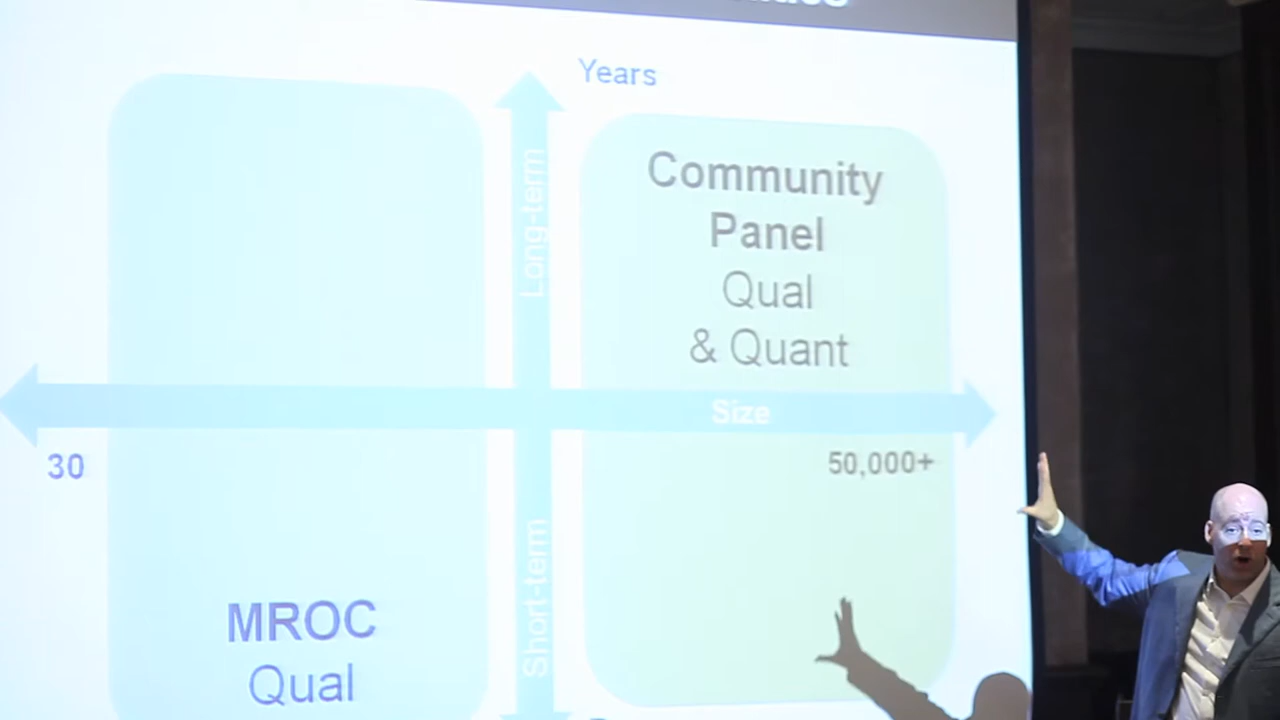 Years
Long-term
Community
Panel
Qual
& Quant
Size
30
50,000+
Short-term
MROC
Qual